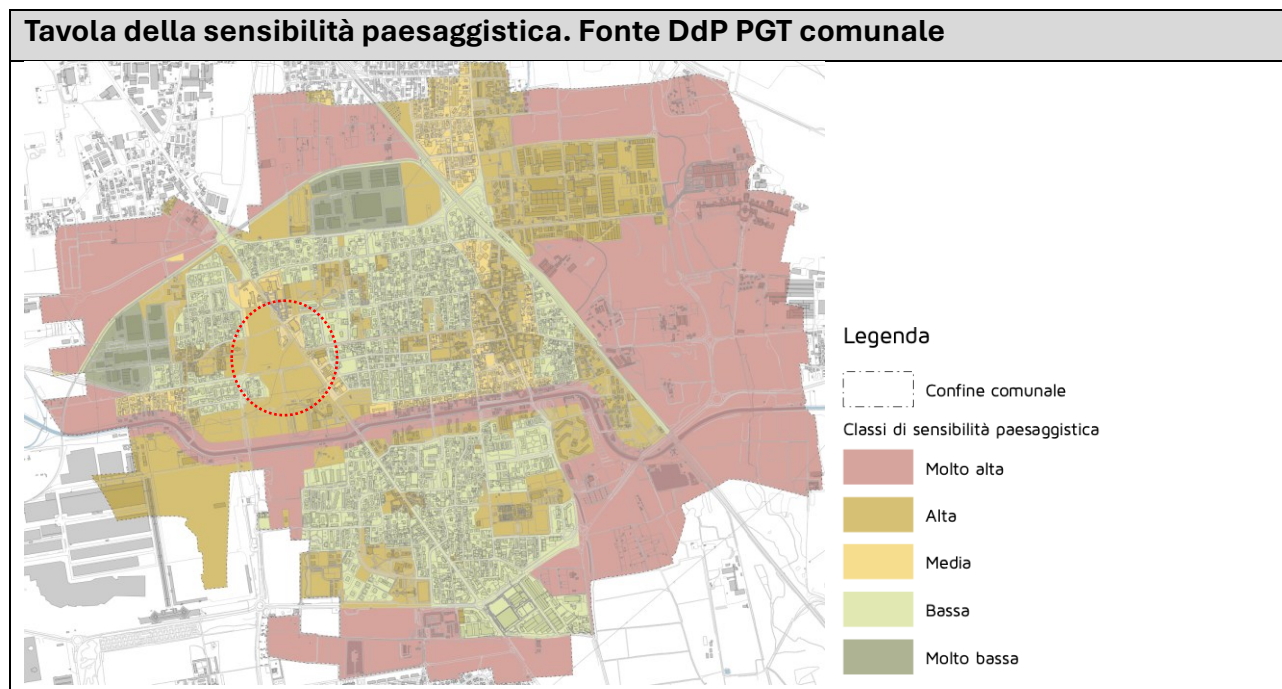 Tavola della sensibilità paesaggistica. Fonte DdP PGT comunale
Legenda
Confine comunale
Classi di sensibilità paesaggistica
Molto alta
Alta
Media
Bassa
Molto bassa